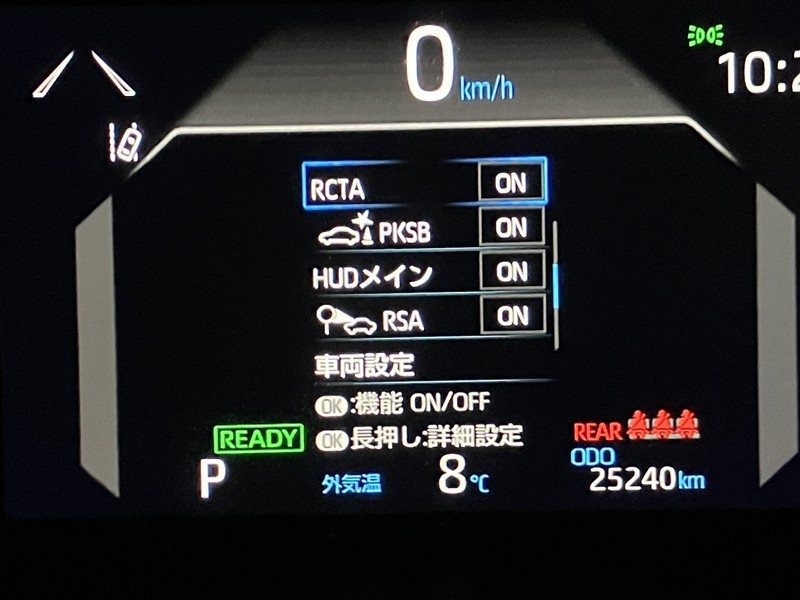 0 km/h
10:2
RCTA ON
PKSB ON
HUDメイン ON
RSA ON
車両設定
OK:機能 ON/OFF
OK長押し:詳細設定
READY
REAR
ODO
P
外気温 8℃
25240km